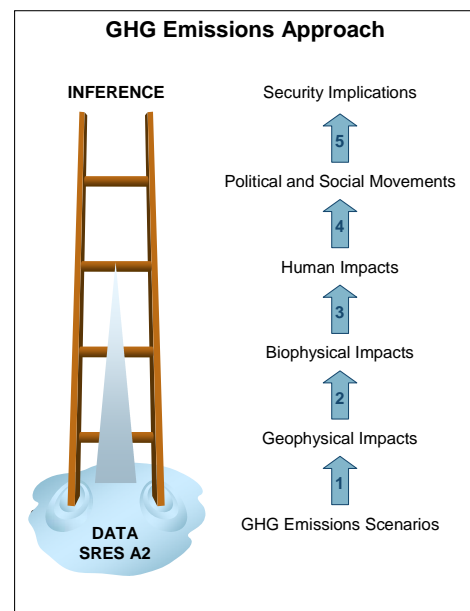 GHG Emissions Approach
INFERENCE
Security Implications
5
Political and Social Movements
4
Human Impacts
3
Biophysical Impacts
2
Geophysical Impacts
1
GHG Emissions Scenarios
DATA
SRES A2